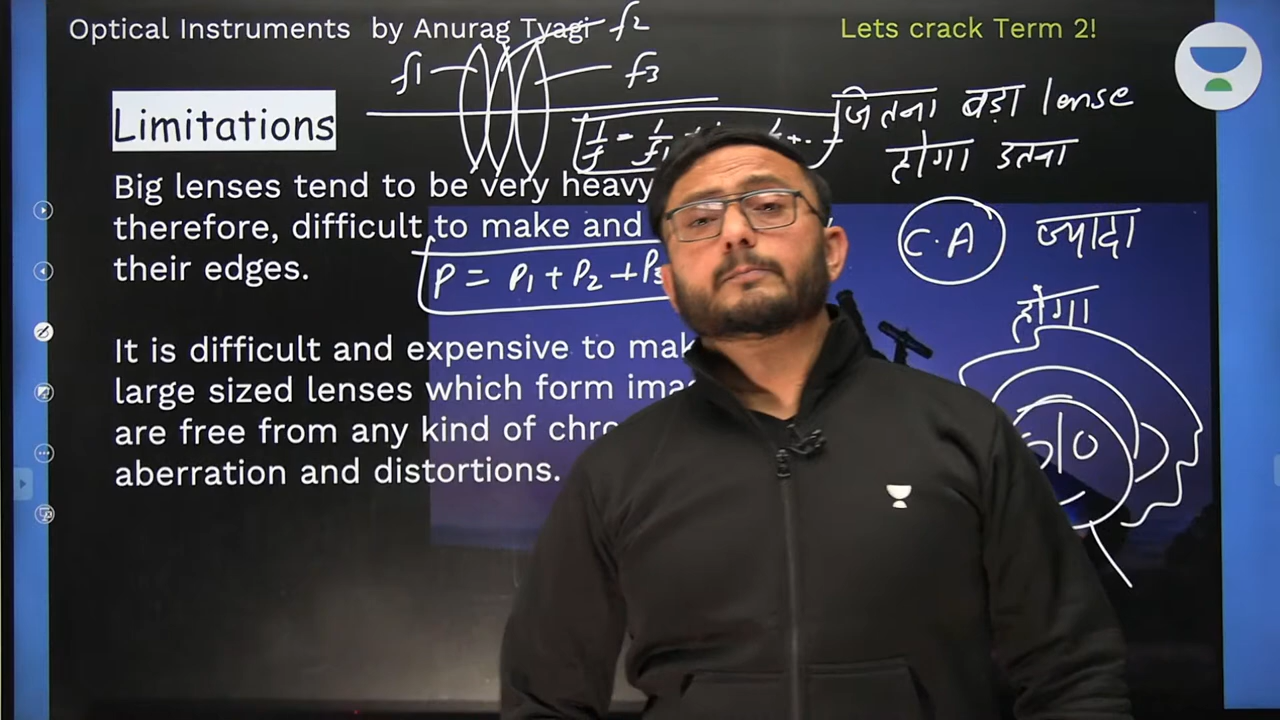 Optical Instruments by Anurag Tyagi
Lets crack Term 2!
f1
f2
f3
Limitations
1/f = 1/f1
जितना बड़ा lense
होगा उतना
C.A ज्यादा
होगा
Big lenses tend to be very heavy
therefore, difficult to make and
their edges.
P = P1 + P2 + P3
It is difficult and expensive to mak
large sized lenses which form ima
are free from any kind of chro
aberration and distortions.